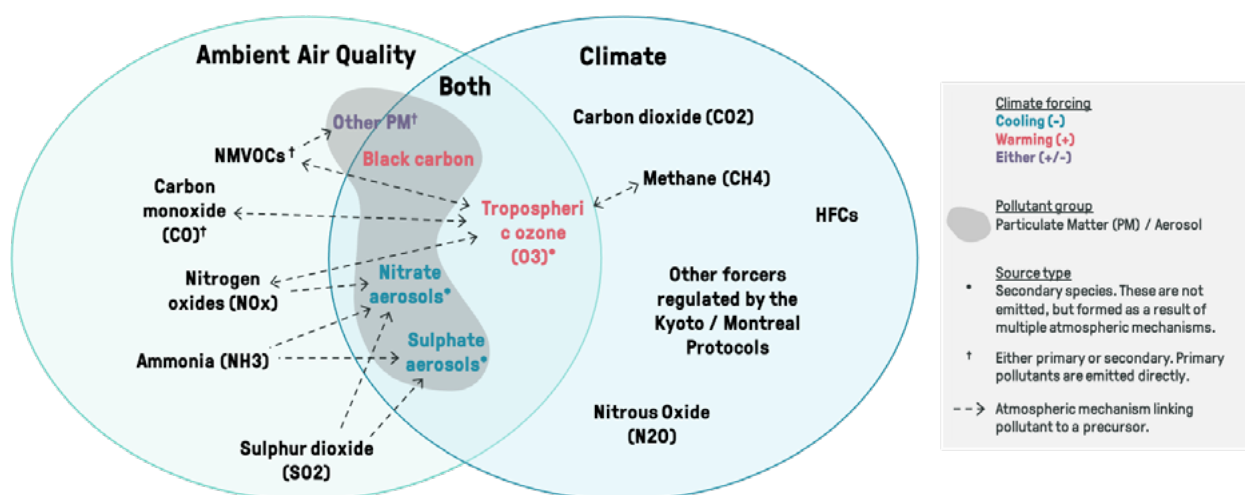 Ambient Air Quality
Climate
Both
Other PM†
Carbon dioxide (CO2)
NMVOCs†
Black carbon
Methane (CH4)
Carbon
monoxide
(CO)†
Tropospheri
c ozone
(O3)*
HFCs
Nitrogen
oxides (NOx)
Nitrate
aerosols*
Other forcers
regulated by the
Kyoto / Montreal
Protocols
Ammonia (NH3)
Sulphate
aerosols*
Nitrous Oxide
(N2O)
Sulphur dioxide
(SO2)
Climate forcing
Cooling (-)
Warming (+)
Either (+/-)
Pollutant group
Particulate Matter (PM) / Aerosol
Source type
* Secondary species. These are not
emitted, but formed as a result of
multiple atmospheric mechanisms.
† Either primary or secondary. Primary
pollutants are emitted directly.
Atmospheric mechanism linking
pollutant to a precursor.